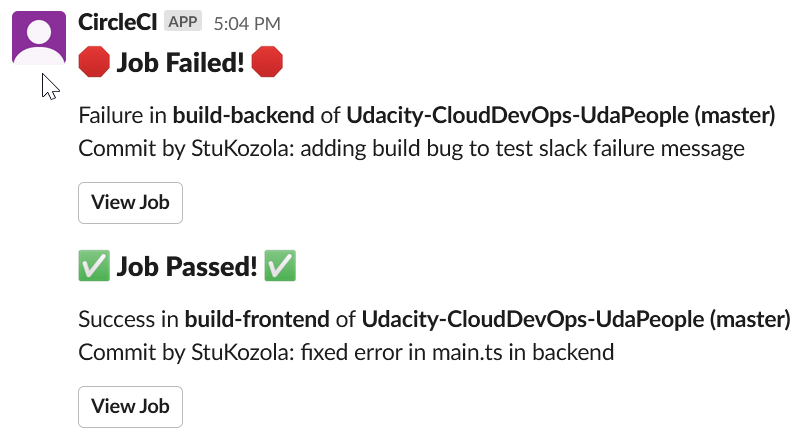 CircleCI APP 5:04 PM
🛑 Job Failed! 🛑
Failure in build-backend of Udacity-CloudDevOps-UdaPeople (master)
Commit by StuKozola: adding build bug to test slack failure message
View Job
✅ Job Passed! ✅
Success in build-frontend of Udacity-CloudDevOps-UdaPeople (master)
Commit by StuKozola: fixed error in main.ts in backend
View Job